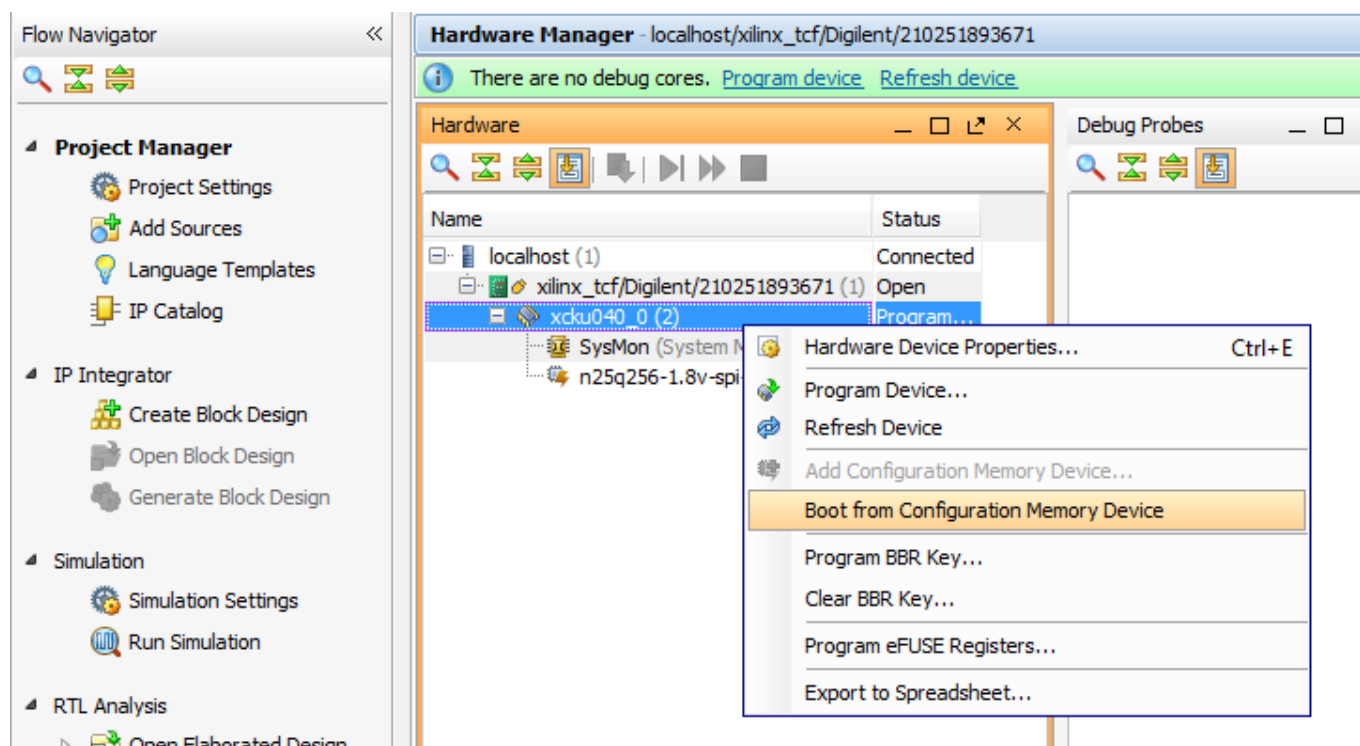 Flow Navigator
Project Manager
Project Settings
Add Sources
Language Templates
IP Catalog
IP Integrator
Create Block Design
Open Block Design
Generate Block Design
Simulation
Simulation Settings
Run Simulation
RTL Analysis
Open Elaborated Design
Hardware Manager - localhost/xilinx_tcf/Digilent/210251893671
There are no debug cores. Program device Refresh device
Hardware
Name Status
localhost (1) Connected
xilinx_tcf/Digilent/210251893671 (1) Open
xcku040_0 (2) Program...
SysMon (System M
n25q256-1.8v-spi-
Hardware Device Properties... Ctrl+E
Program Device...
Refresh Device
Add Configuration Memory Device...
Boot from Configuration Memory Device
Program BBR Key...
Clear BBR Key...
Program eFUSE Registers...
Export to Spreadsheet...
Debug Probes